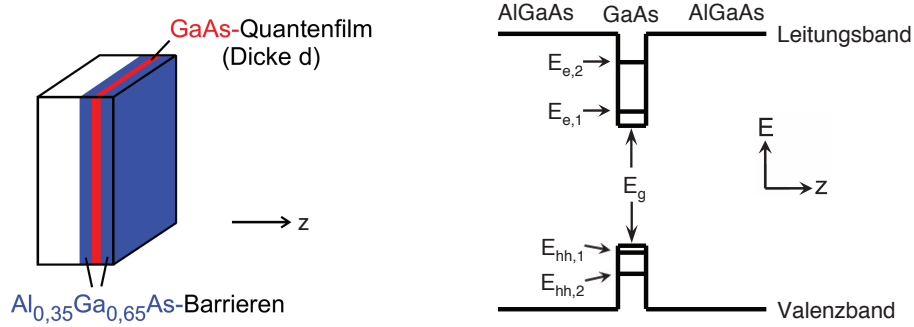 GaAs-Quantenfilm
(Dicke d)
z
Al0,35Ga0,65As-Barrieren
AlGaAs GaAs AlGaAs
Leitungsband
Ee,2
Ee,1
E
Eg
z
Ehh,1
Ehh,2
Valenzband